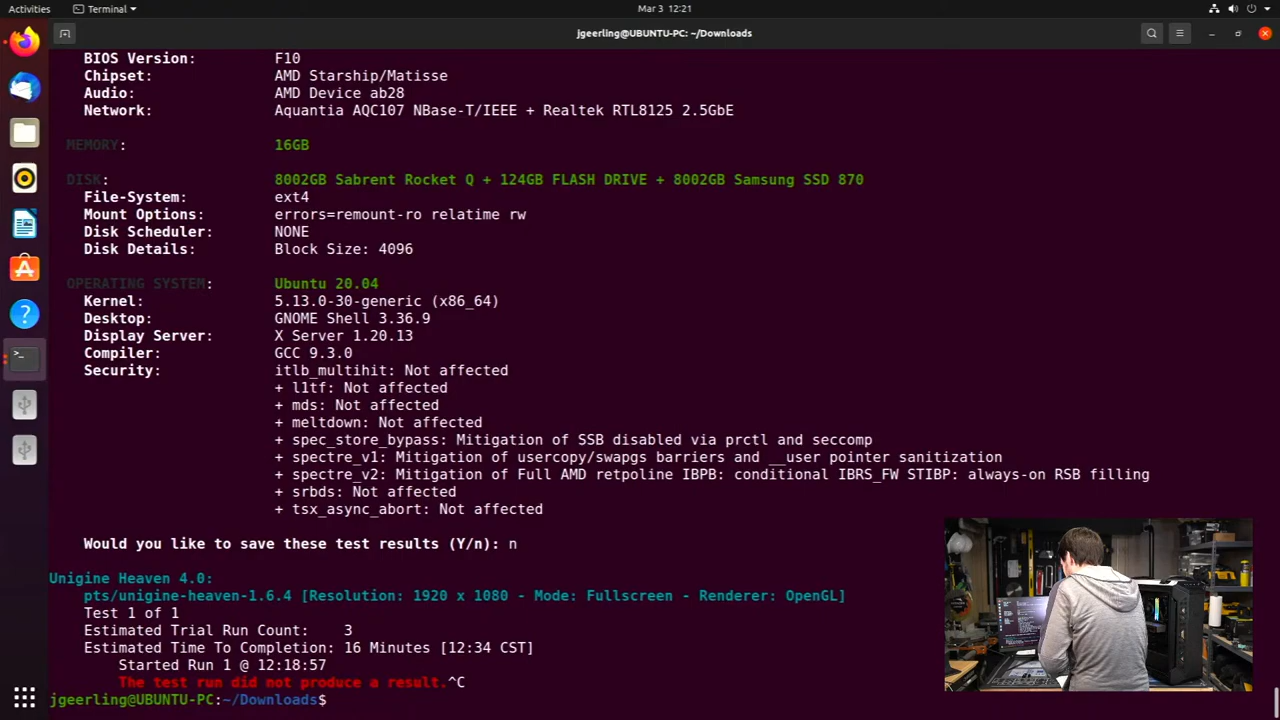 Activities
Terminal
Mar 3 12:21
jgeerling@UBUNTU-PC: ~/Downloads
BIOS Version: F10
Chipset: AMD Starship/Matisse
Audio: AMD Device ab28
Network: Aquantia AQC107 NBase-T/IEEE + Realtek RTL8125 2.5GbE
MEMORY: 16GB
DISK: 8002GB Sabrent Rocket Q + 124GB FLASH DRIVE + 8002GB Samsung SSD 870
File-System: ext4
Mount Options: errors=remount-ro relatime rw
Disk Scheduler: NONE
Disk Details: Block Size: 4096
OPERATING SYSTEM: Ubuntu 20.04
Kernel: 5.13.0-30-generic (x86_64)
Desktop: GNOME Shell 3.36.9
Display Server: X Server 1.20.13
Compiler: GCC 9.3.0
Security: itlb_multihit: Not affected
+ l1tf: Not affected
+ mds: Not affected
+ meltdown: Not affected
+ spec_store_bypass: Mitigation of SSB disabled via prctl and seccomp
+ spectre_v1: Mitigation of usercopy/swapgs barriers and __user pointer sanitization
+ spectre_v2: Mitigation of Full AMD retpoline IBPB: conditional IBRS_FW STIBP: always-on RSB filling
+ srbds: Not affected
+ tsx_async_abort: Not affected
Would you like to save these test results (Y/n): n
Unigine Heaven 4.0:
pts/unigine-heaven-1.6.4 [Resolution: 1920 x 1080 - Mode: Fullscreen - Renderer: OpenGL]
Test 1 of 1
Estimated Trial Run Count: 3
Estimated Time To Completion: 16 Minutes [12:34 CST]
Started Run 1 @ 12:18:57
The test run did not produce a result.^C
jgeerling@UBUNTU-PC:~/Downloads$